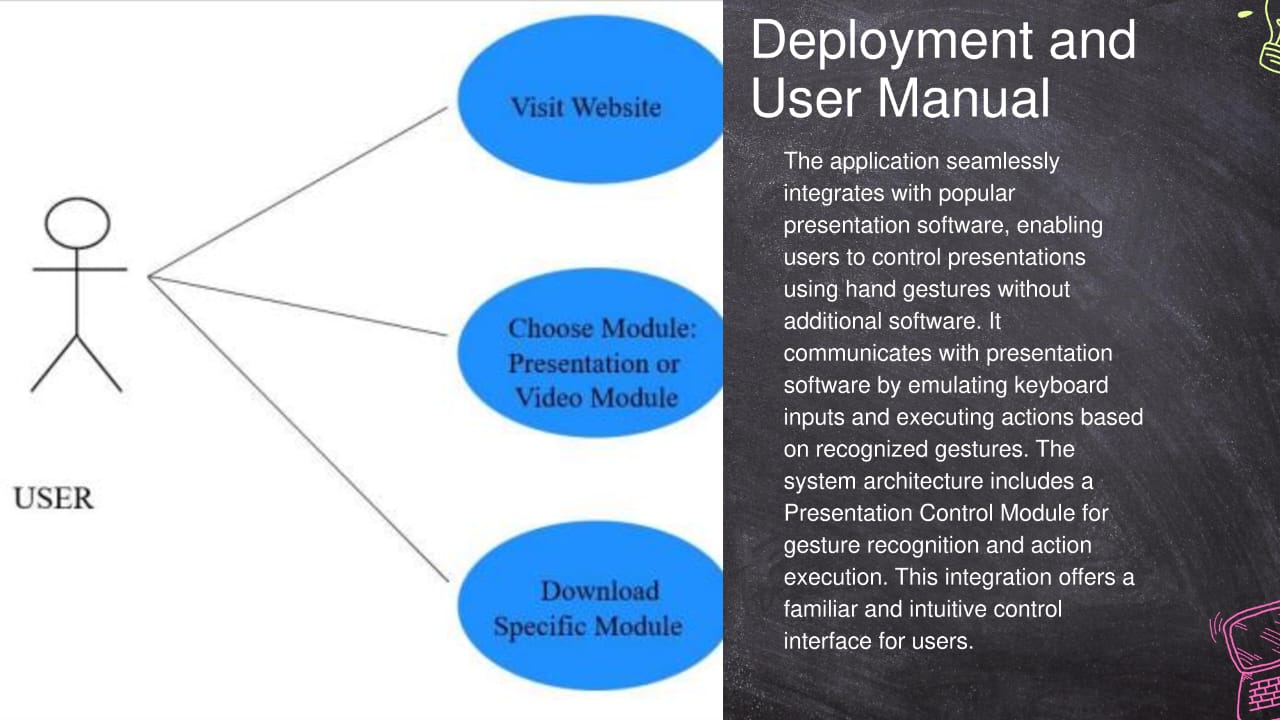 Visit Website
Choose Module:
Presentation or
Video Module
USER
Download
Specific Module
Deployment and
User Manual
The application seamlessly
integrates with popular
presentation software, enabling
users to control presentations
using hand gestures without
additional software. It
communicates with presentation
software by emulating keyboard
inputs and executing actions based
on recognized gestures. The
system architecture includes a
Presentation Control Module for
gesture recognition and action
execution. This integration offers a
familiar and intuitive control
interface for users.